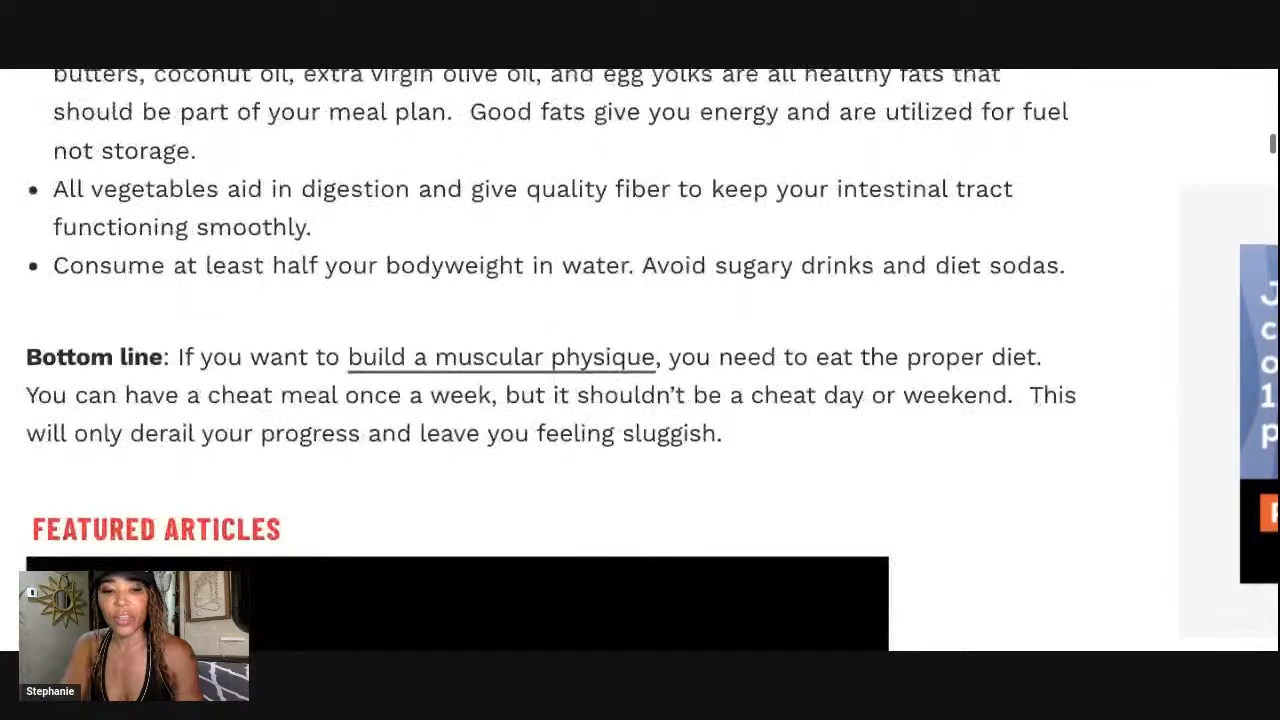 butters, coconut oil, extra virgin olive oil, and egg yolks are all healthy fats that
should be part of your meal plan.  Good fats give you energy and are utilized for fuel
not storage.
• All vegetables aid in digestion and give quality fiber to keep your intestinal tract
functioning smoothly.
• Consume at least half your bodyweight in water. Avoid sugary drinks and diet sodas.
Bottom line: If you want to build a muscular physique, you need to eat the proper diet.
You can have a cheat meal once a week, but it shouldn’t be a cheat day or weekend.  This
will only derail your progress and leave you feeling sluggish.
FEATURED ARTICLES
Stephanie